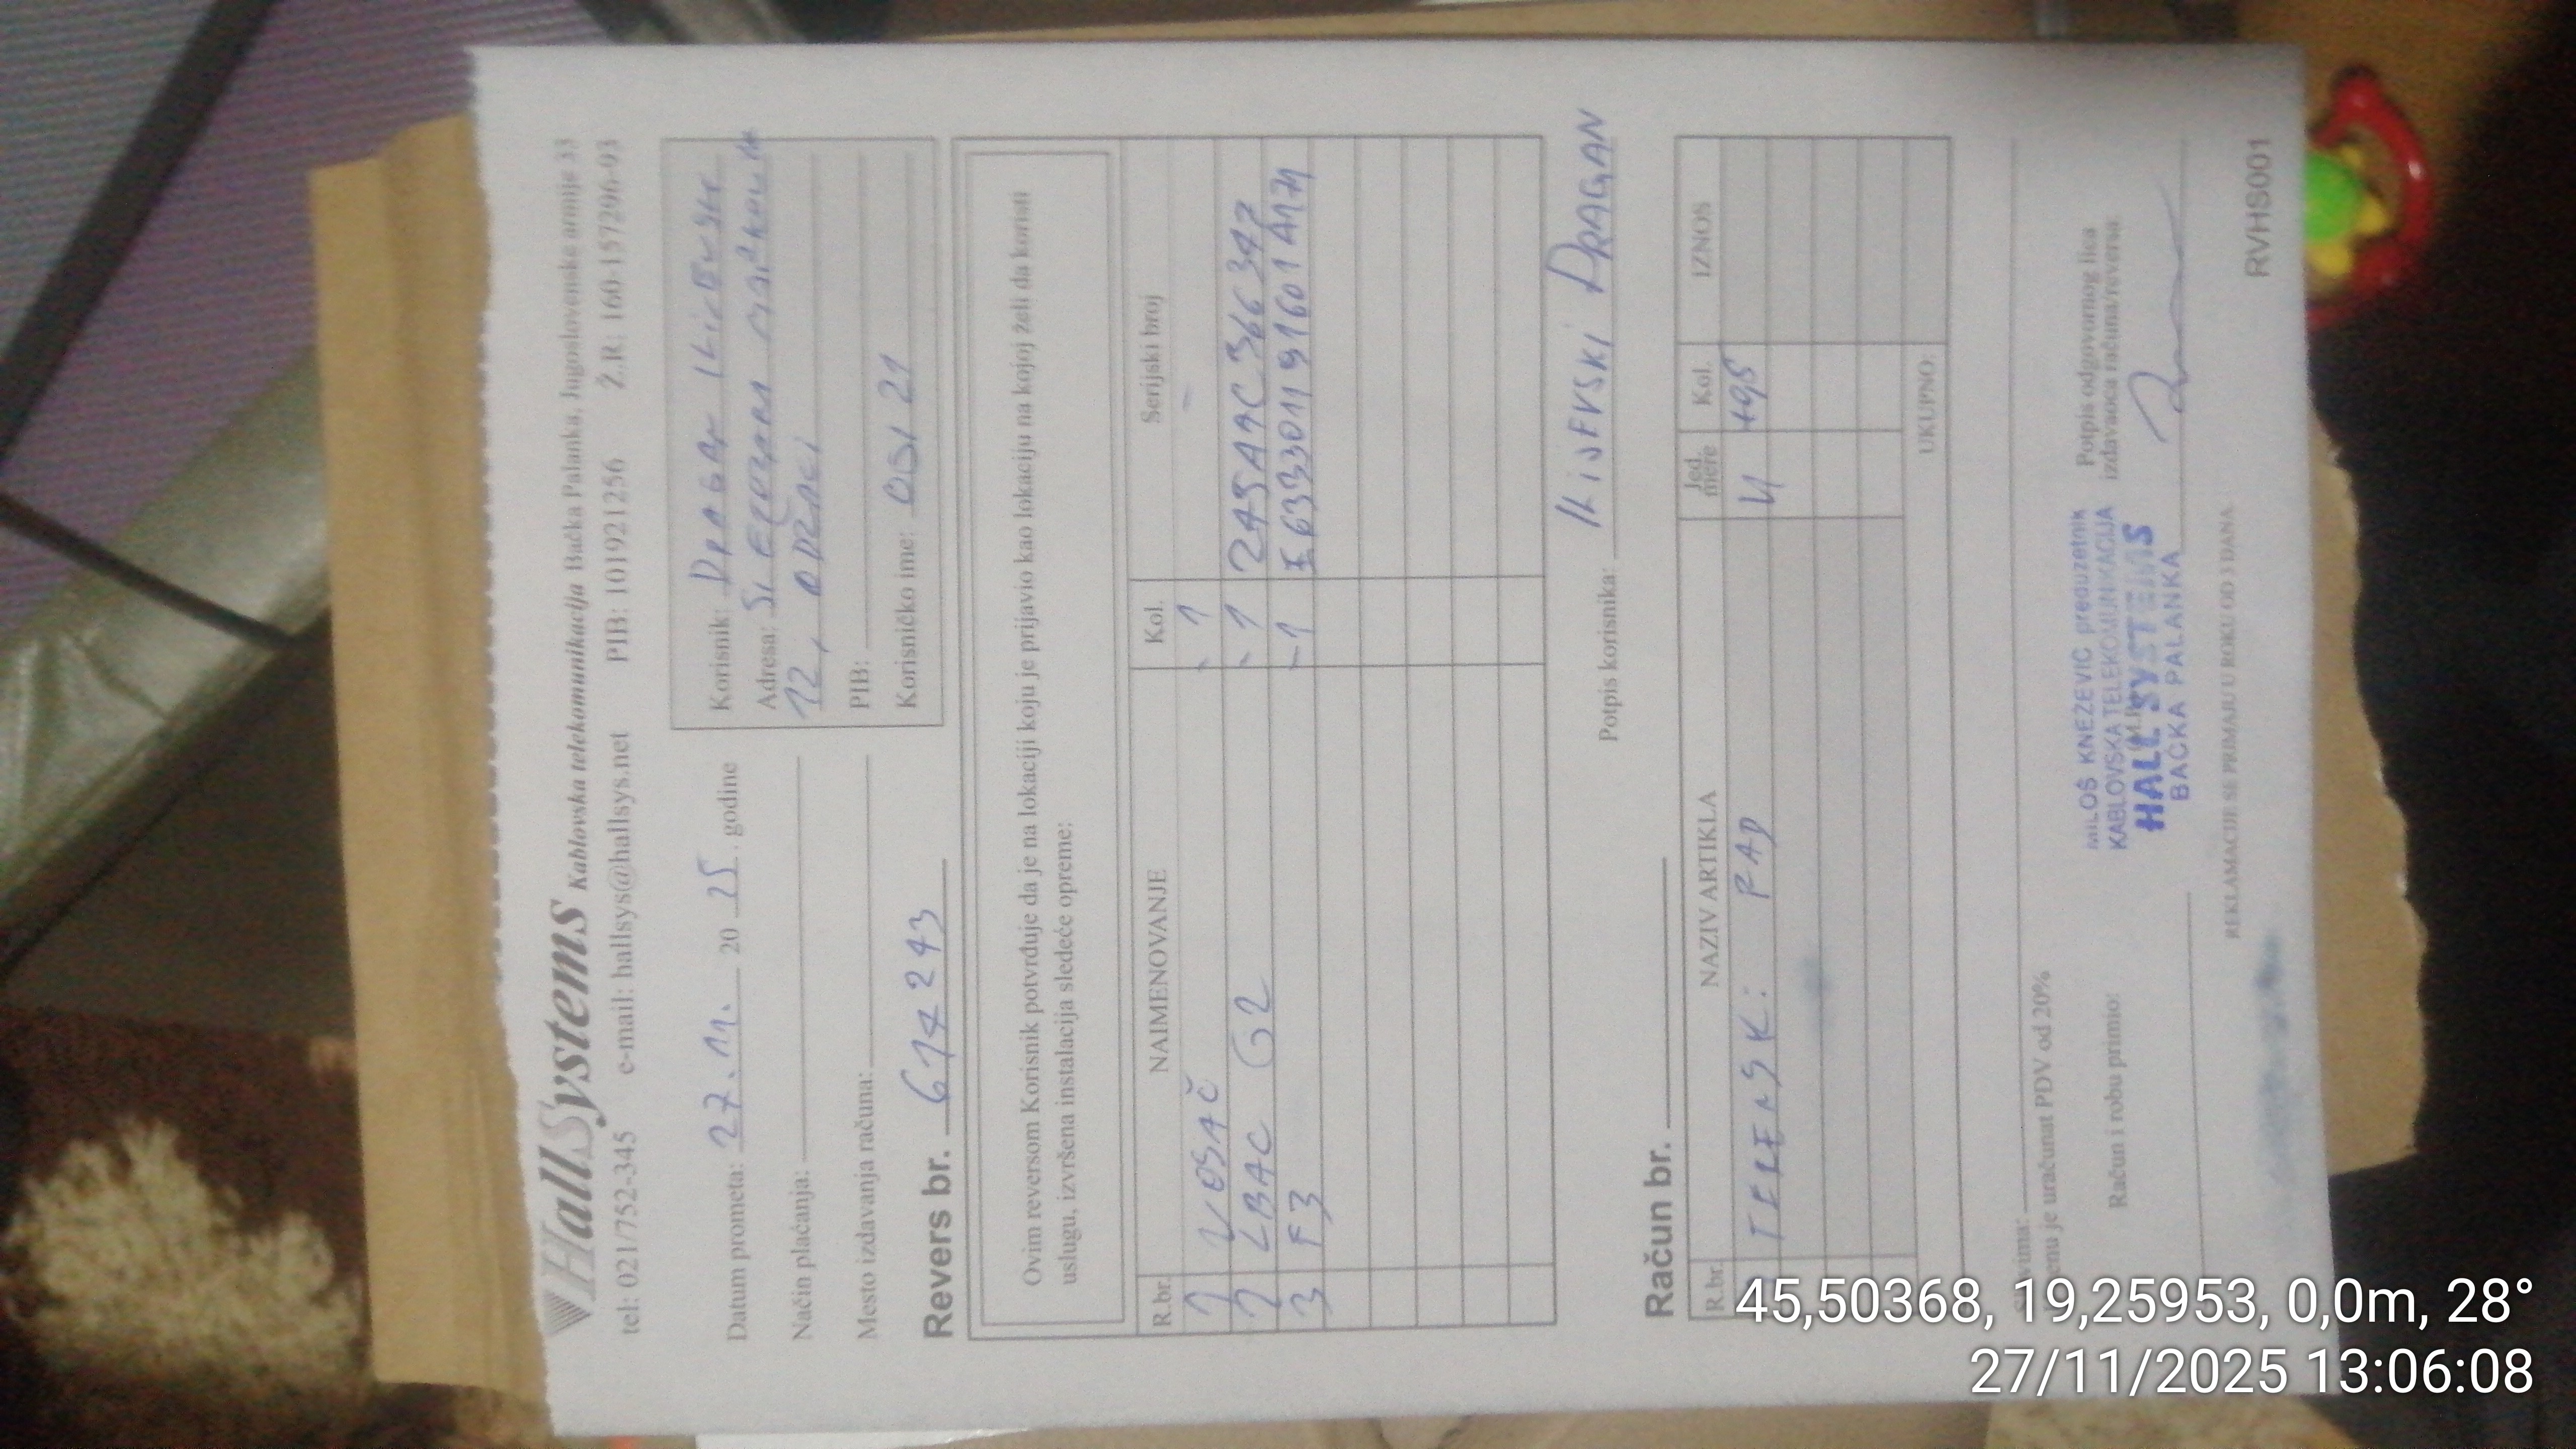 HallSystems Kablovska telekomunikacija Bačka Palanka, Jugoslovenske armije 33
tel: 021/752-345 e-mail: hallsys@hallsys.net PIB: 101921256 Ž.R: 160-157296-93
Datum prometa: 27.11. 20 25. godine
Način plaćanja:
Mesto izdavanja računa:
Korisnik: DRAGAN
Adresa:
12, ODŽACI
PIB:
Korisničko ime:
Revers br. 6174243
Ovim reversom Korisnik potvrđuje da je na lokaciji koju je prijavio kao lokaciju na kojoj želi da koristi
uslugu, izvršena instalacija sledeće opreme:
R.br. NAIMENOVANJE Kol. Serijski broj
1 NOSAČ 1 -
2 LBAC G2 1 245A4C366347
3 F3 1
Potpis korisnika: DRAGAN
Račun br.
R.br. NAZIV ARTIKLA Jed. mere Kol. IZNOS
TELENSK: PAD
UKUPNO
enu je uračunat PDV od 20%
Račun i robu primio:
MILOŠ KNEŽEVIĆ preduzetnik
KABLOVSKA TELEKOMUNIKACIJA
HALL SYSTEMS
BAČKA PALANKA
Potpis odgovornog lica
izdavaoca računa/reversa
REKLAMACIJE SE PRIMAJU U ROKU OD 3 DANA.
RVHS001
45,50368, 19,25953, 0,0m, 28°
27/11/2025 13:06:08